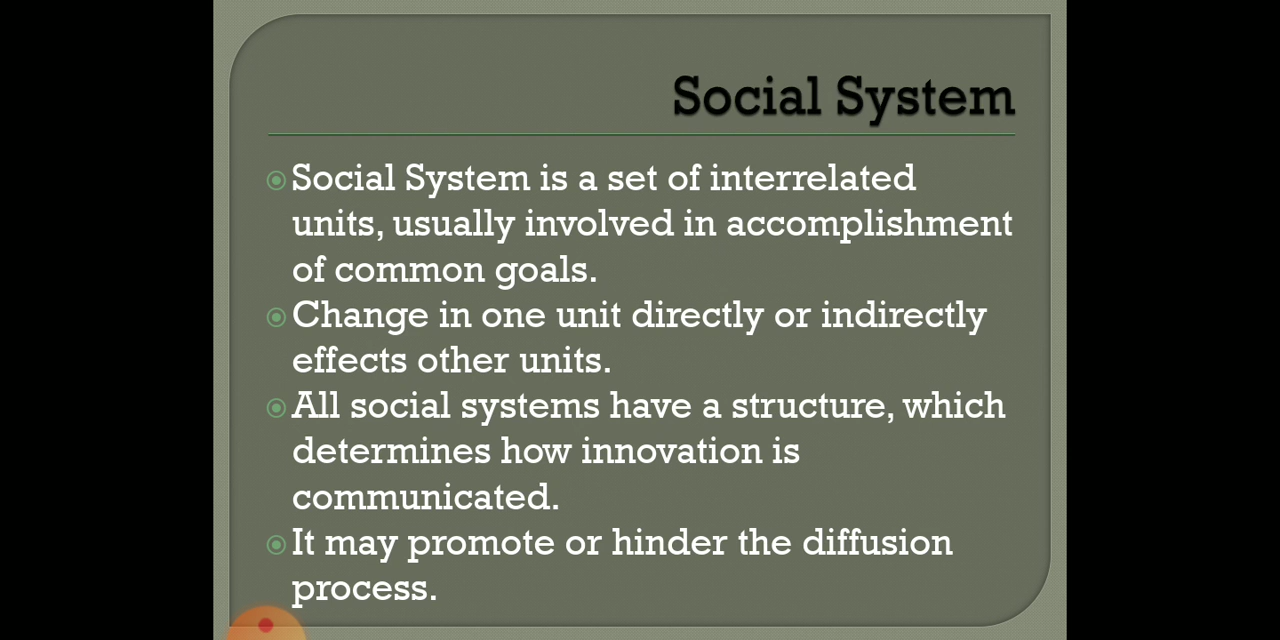 Social System
Social System is a set of interrelated
units, usually involved in accomplishment
of common goals.
Change in one unit directly or indirectly
effects other units.
All social systems have a structure, which
determines how innovation is
communicated.
It may promote or hinder the diffusion
process.